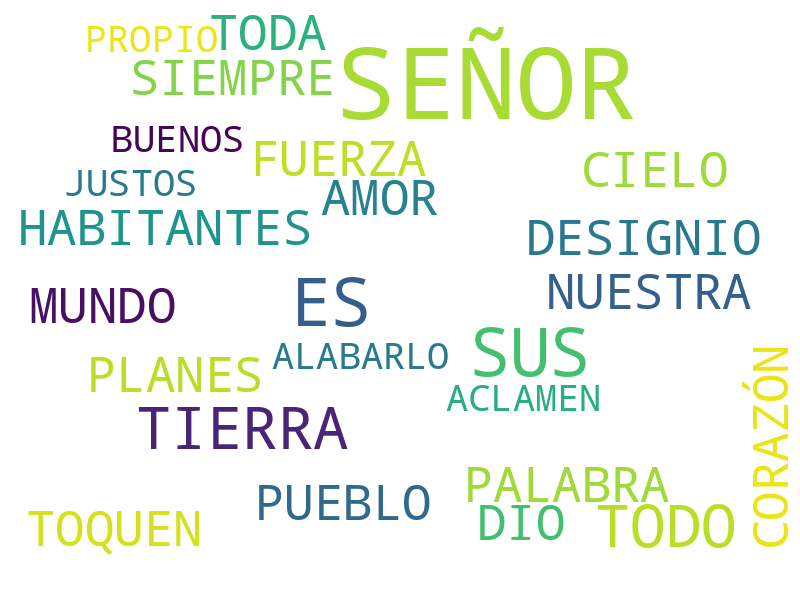 PROPIO TODA
SIEMPRE SEÑOR
BUENOS FUERZA
JUSTOS AMOR CIELO
HABITANTES DESIGNIO
MUNDO ES NUESTRA
PLANES ALABARLO SUS
TIERRA ACLAMEN
CORAZÓN
PUEBLO PALABRA
TOQUEN DIO TODO